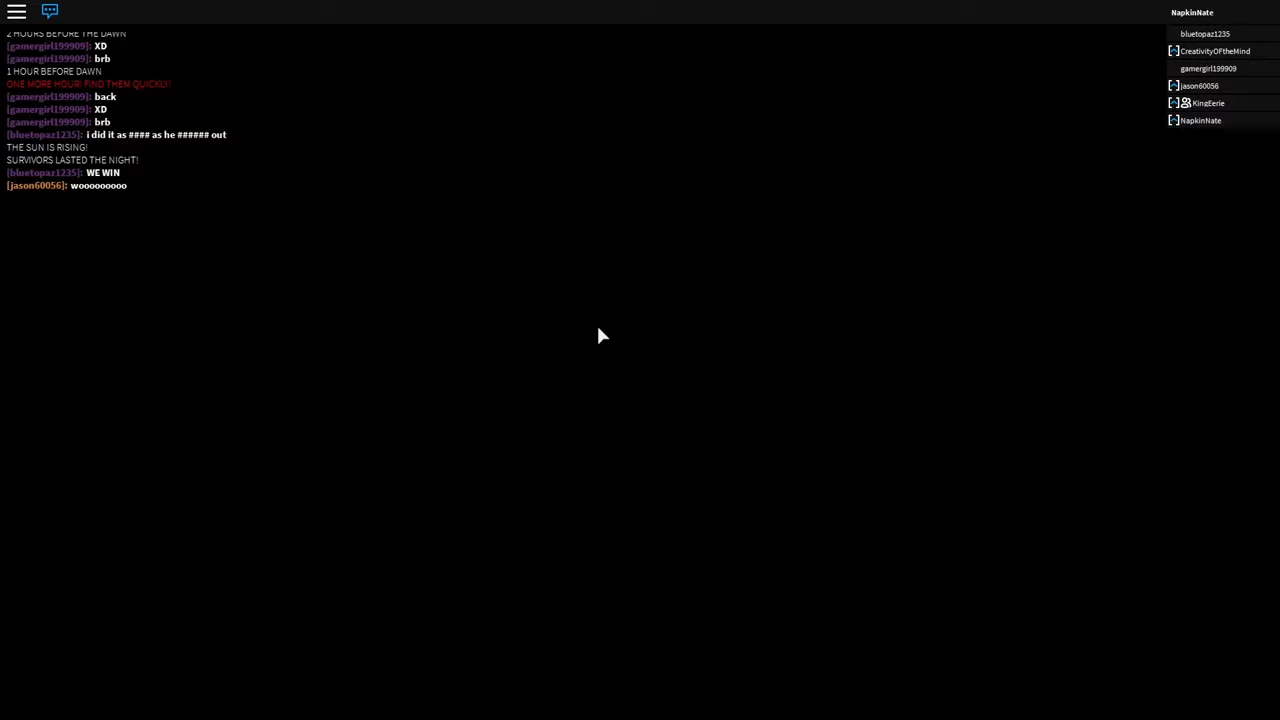 NapkinNate
2 HOURS BEFORE THE DAWN
[gamergirl199909]: XD
[gamergirl199909]: brb
1 HOUR BEFORE DAWN
ONE MORE HOUR! FIND THEM QUICKLY!
[gamergirl199909]: back
[gamergirl199909]: XD
[gamergirl199909]: brb
[bluetopaz1235]: i did it as #### as he ###### out
THE SUN IS RISING!
SURVIVORS LASTED THE NIGHT!
[bluetopaz1235]: WE WIN
[jason60056]: wooooooooo
bluetopaz1235
CreativityOFtheMind
gamergirl199909
jason60056
KingEerie
NapkinNate